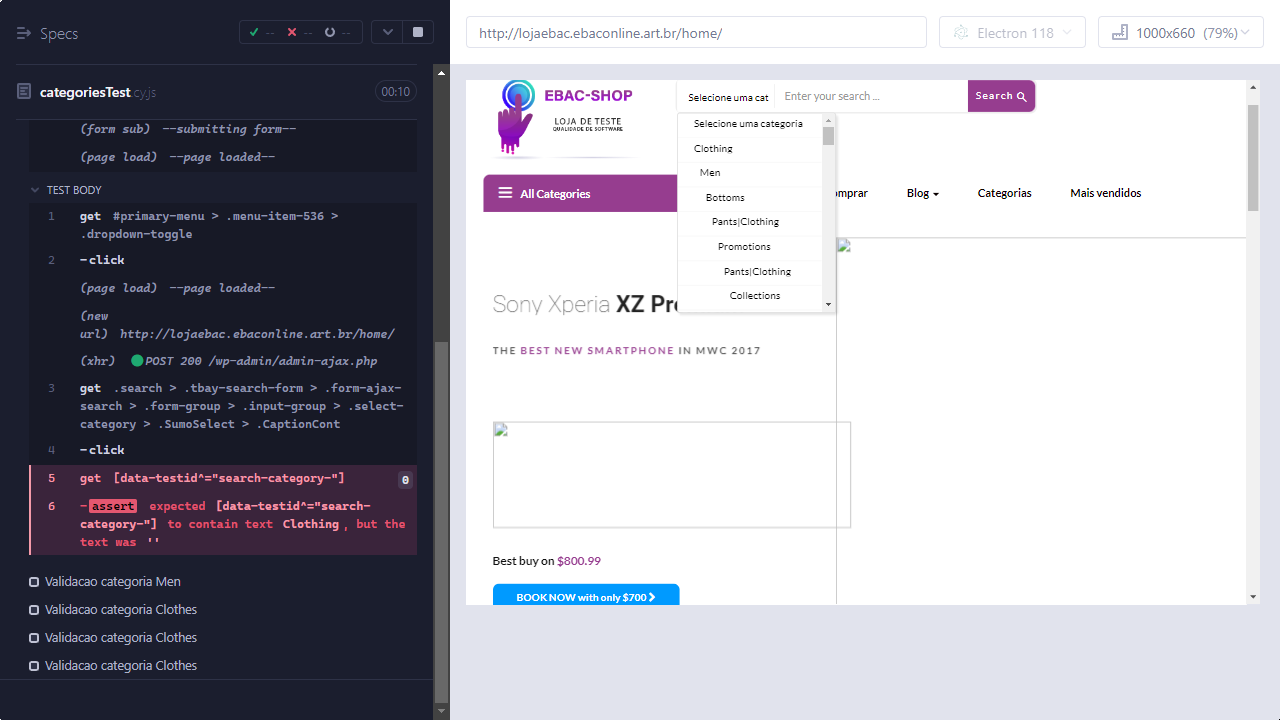 Specs
--
--
--
categoriesTest.cy.js
00:10
(form sub) --submitting form--
(page load) --page loaded--
TEST BODY
1 get #primary-menu > .menu-item-536 >
.dropdown-toggle
2 -click
(page load) --page loaded--
(new
url) http://lojaebac.ebaconline.art.br/home/
(xhr) POST 200 /wp-admin/admin-ajax.php
3 get .search > .tbay-search-form > .form-ajax-
search > .form-group > .input-group > .select-
category > .SumoSelect > .CaptionCont
4 -click
5 get [data-testid^="search-category-"] 0
6 -assert expected [data-testid^="search-
category-"] to contain text Clothing, but the
text was ''
Validacao categoria Men
Validacao categoria Clothes
Validacao categoria Clothes
Validacao categoria Clothes
http://lojaebac.ebaconline.art.br/home/
Electron 118
1000x660 (79%)
EBAC-SHOP
LOJA DE TESTE
QUALIDADE DE SOFTWARE
Selecione uma cat
Enter your search ...
Search
Selecione uma categoria
Clothing
Men
Bottoms
Pants|Clothing
Promotions
Pants|Clothing
Collections
All Categories
omprar
Blog
Categorias
Mais vendidos
Sony Xperia XZ Pre
THE BEST NEW SMARTPHONE IN MWC 2017
Best buy on $800.99
BOOK NOW with only $700